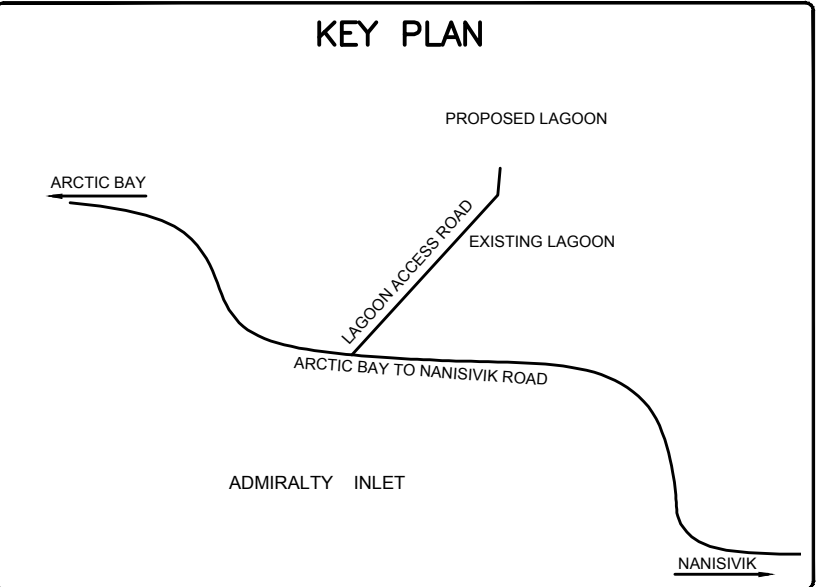 KEY PLAN
PROPOSED LAGOON
ARCTIC BAY
LAGOON ACCESS ROAD
EXISTING LAGOON
ARCTIC BAY TO NANISIVIK ROAD
ADMIRALTY INLET
NANISIVIK